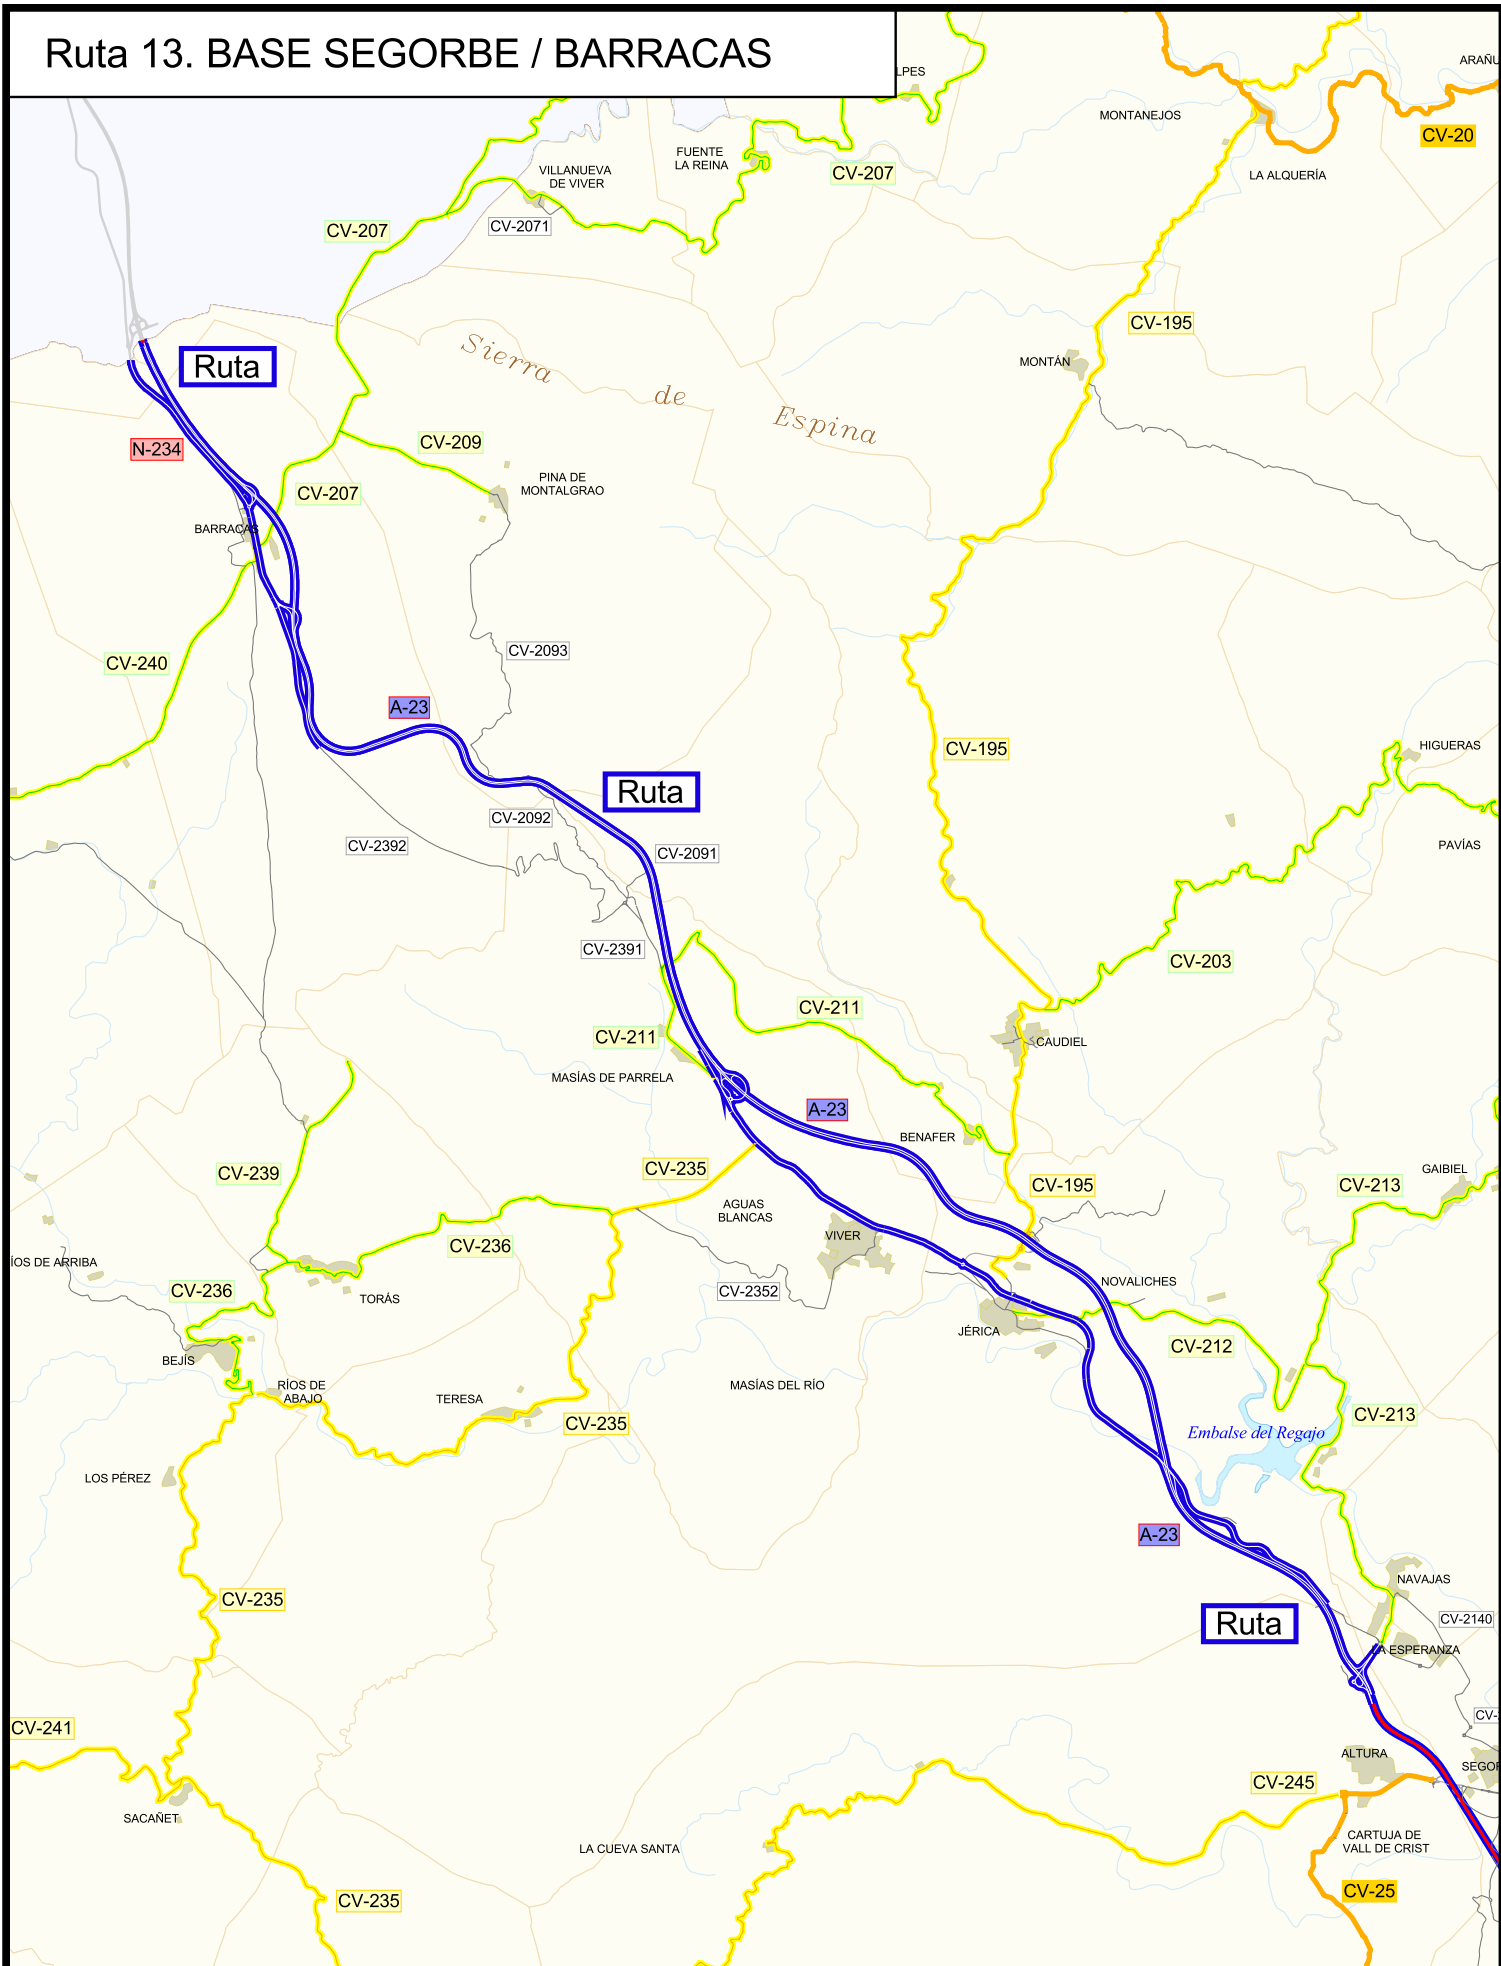 Ruta 13. BASE SEGORBE / BARRACAS
LPES
ARAÑU
MONTANEJOS
CV-20
FUENTE
LA REINA
VILLANUEVA
DE VIVER
CV-207
LA ALQUERÍA
CV-2071
CV-207
CV-195
Sierra de Espina
MONTÁN
Ruta
N-234
CV-209
PINA DE
MONTALGRAO
CV-207
BARRACAS
CV-2093
CV-240
A-23
CV-195
HIGUERAS
Ruta
CV-2092
CV-2392
CV-2091
PAVÍAS
CV-2391
CV-203
CV-211
CV-211
CAUDIEL
MASÍAS DE PARRELA
A-23
BENAFER
CV-235
CV-239
CV-195
CV-213
GAIBIEL
AGUAS
BLANCAS
VIVER
CV-236
ÍOS DE ARRIBA
CV-236
TORÁS
CV-2352
NOVALICHES
JÉRICA
CV-212
BEJÍS
RÍOS DE
ABAJO
TERESA
MASÍAS DEL RÍO
CV-235
CV-213
Embalse del Regajo
LOS PÉREZ
A-23
CV-235
NAVAJAS
Ruta
CV-2140
LA ESPERANZA
CV-241
CV-
ALTURA
SEGOR
CV-245
SACAÑET
LA CUEVA SANTA
CARTUJA DE
VALL DE CRIST
CV-25
CV-235